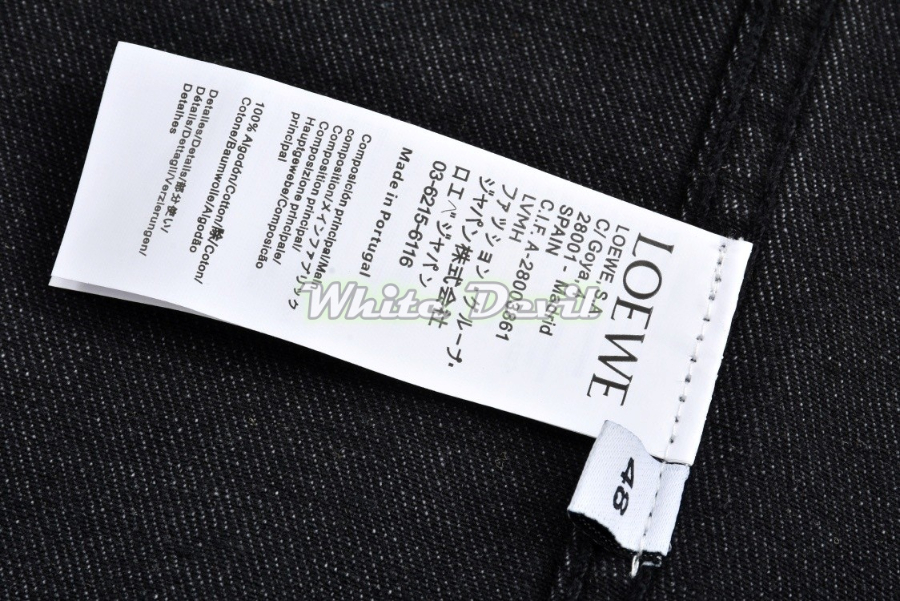 LOEWE
LOEWE S.A
C/ Goya, 4
28001 - Madrid
SPAIN
C.I.F. A-28003861
LVMH
ファッション・グループ・
ジャパン株式会社
ロエベジャパン
03-6215-6116
Made in Portugal
Composición principal/Main
composition/メインファブリック
Composition principal/
Composizione principale/
Hauptgewebe/Composicão
principal
100% Algodon/Cotton/綿/Coton/
Cotone/Baumwolle/Algodão
Detalles/Details/部分使い/
Détails/Dettagli/Verzierungen/
Detalhes
48
White Devil